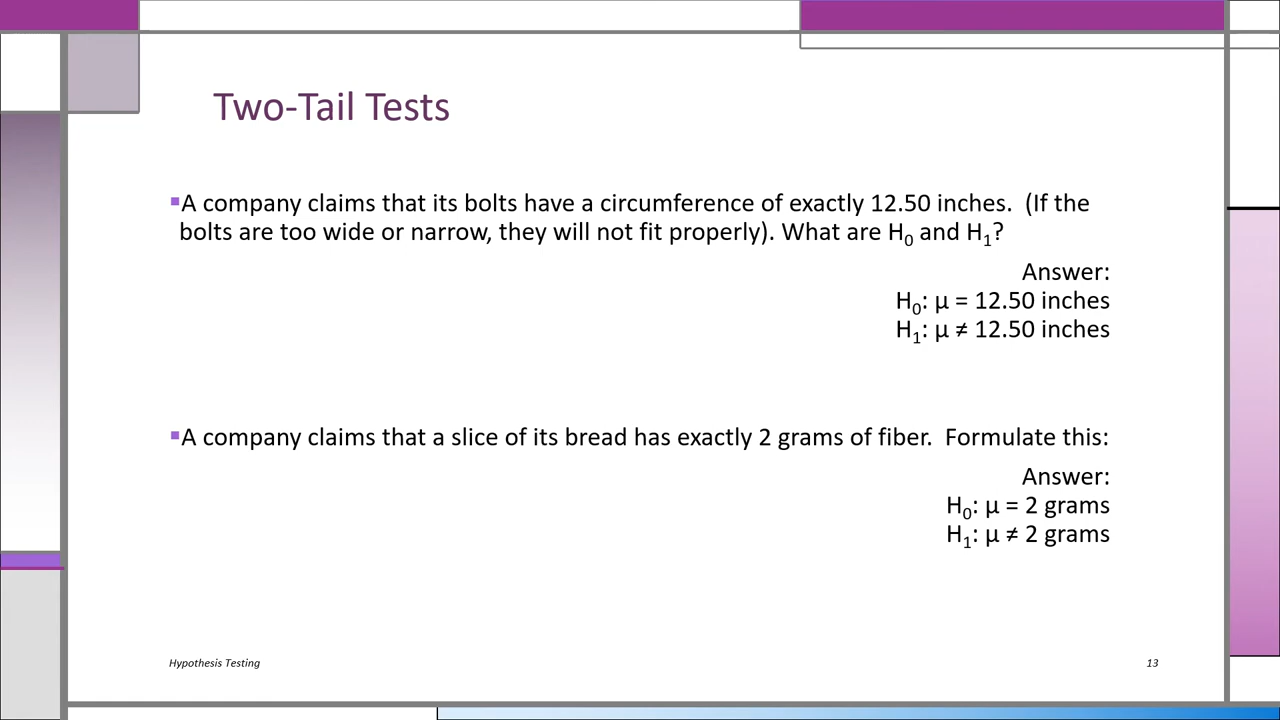 Two-Tail Tests
▪A company claims that its bolts have a circumference of exactly 12.50 inches.  (If the
bolts are too wide or narrow, they will not fit properly). What are H₀ and H₁?
Answer:
H₀: µ = 12.50 inches
H₁: µ ≠ 12.50 inches
▪A company claims that a slice of its bread has exactly 2 grams of fiber.  Formulate this:
Answer:
H₀: µ = 2 grams
H₁: µ ≠ 2 grams
Hypothesis Testing
13